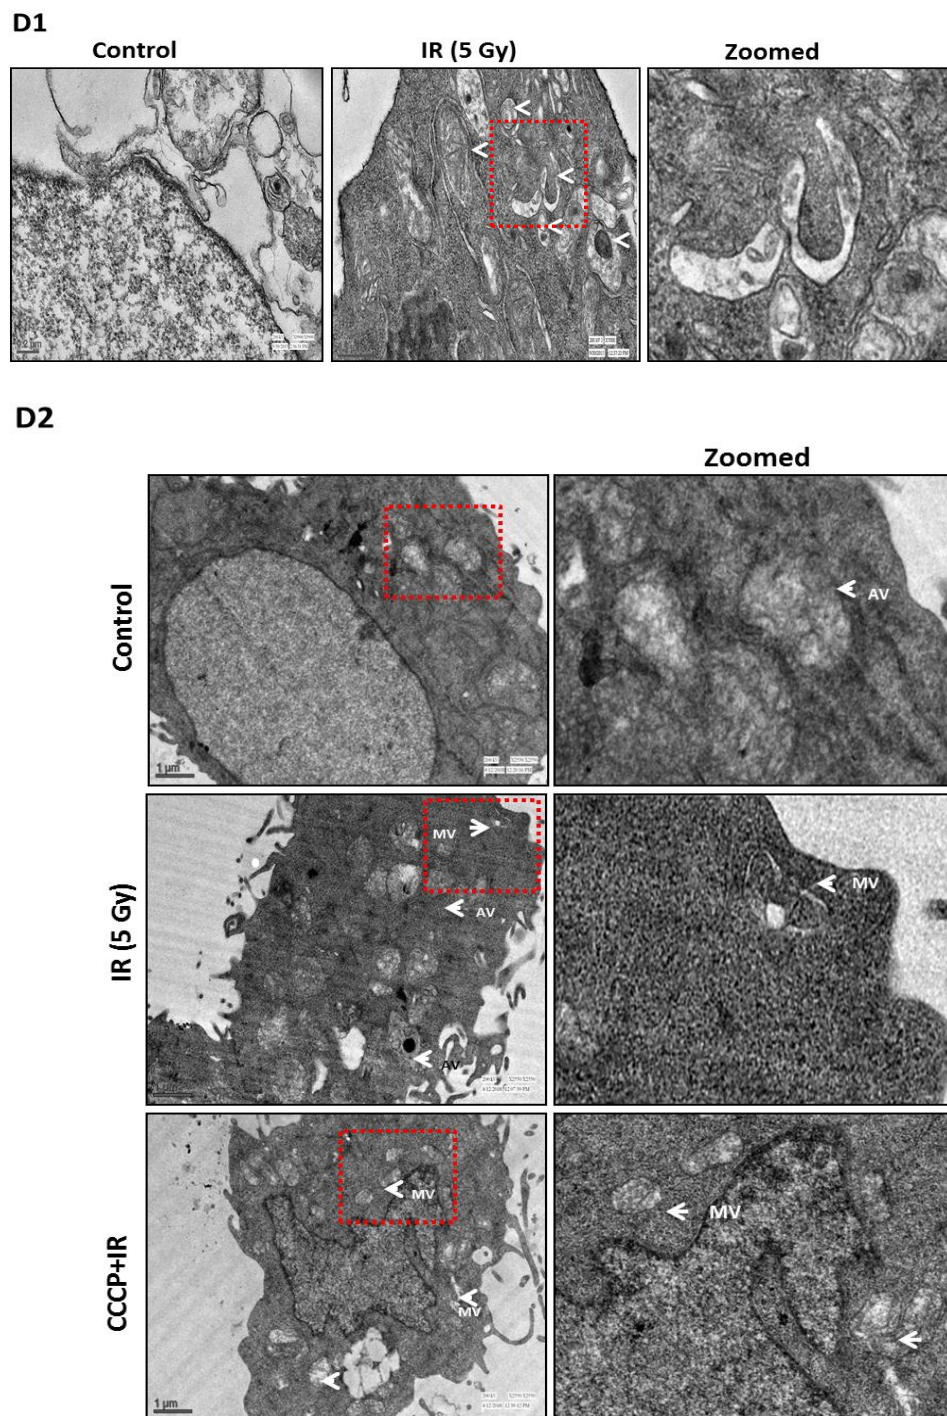 D1
Control
IR (5 Gy)
Zoomed
D2
Zoomed
Control
AV
1 µm
IR (5 Gy)
MV
AV
AV
MV
CCCP+IR
MV
MV
1 µm
MV